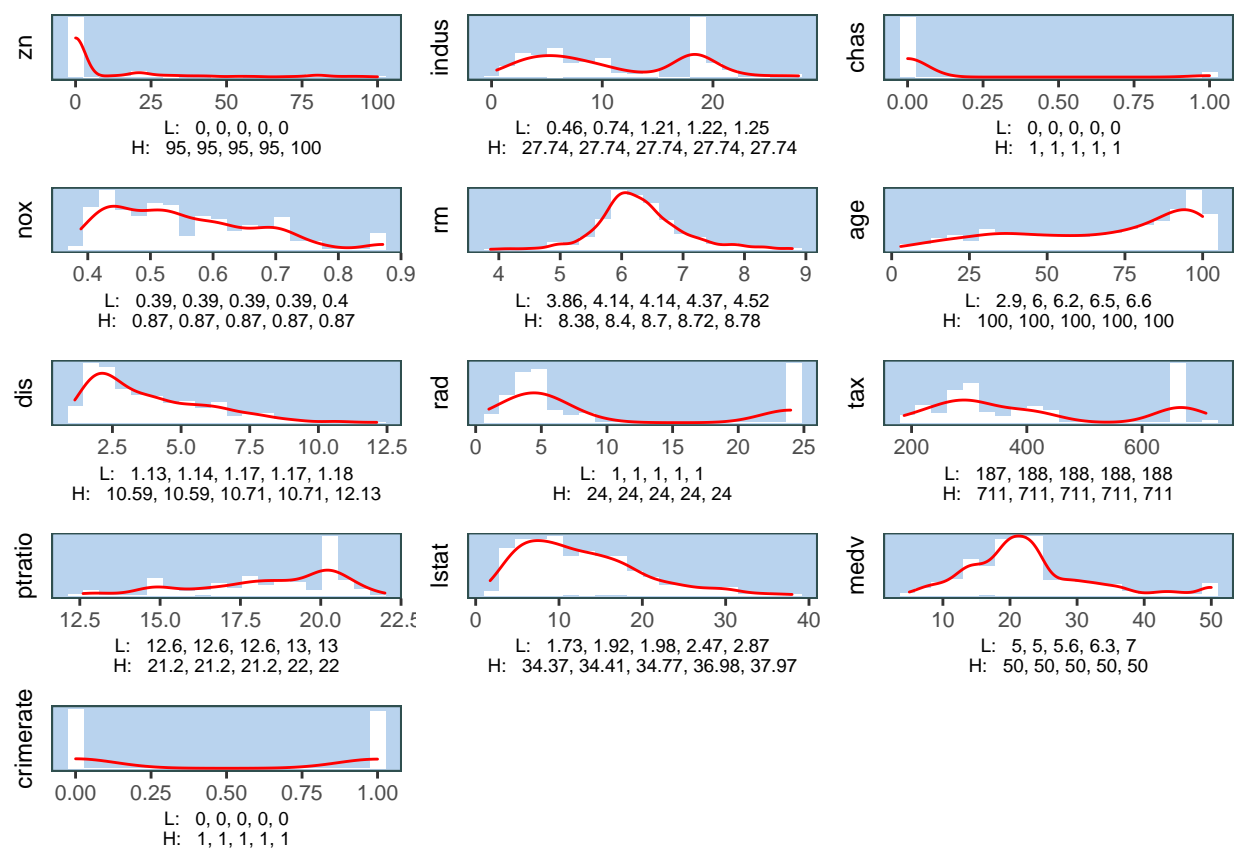 zn
0 25 50 75 100
L: 0, 0, 0, 0, 0
H: 95, 95, 95, 95, 100
indus
0 10 20
L: 0.46, 0.74, 1.21, 1.22, 1.25
H: 27.74, 27.74, 27.74, 27.74, 27.74
chas
0.00 0.25 0.50 0.75 1.00
L: 0, 0, 0, 0, 0
H: 1, 1, 1, 1, 1
nox
0.4 0.5 0.6 0.7 0.8 0.9
L: 0.39, 0.39, 0.39, 0.39, 0.4
H: 0.87, 0.87, 0.87, 0.87, 0.87
rm
4 5 6 7 8 9
L: 3.86, 4.14, 4.14, 4.37, 4.52
H: 8.38, 8.4, 8.7, 8.72, 8.78
age
0 25 50 75 100
L: 2.9, 6, 6.2, 6.5, 6.6
H: 100, 100, 100, 100, 100
dis
2.5 5.0 7.5 10.0 12.5
L: 1.13, 1.14, 1.17, 1.17, 1.18
H: 10.59, 10.59, 10.71, 10.71, 12.13
rad
0 5 10 15 20 25
L: 1, 1, 1, 1, 1
H: 24, 24, 24, 24, 24
tax
200 400 600
L: 187, 188, 188, 188, 188
H: 711, 711, 711, 711, 711
ptratio
12.5 15.0 17.5 20.0 22.5
L: 12.6, 12.6, 12.6, 13, 13
H: 21.2, 21.2, 21.2, 22, 22
lstat
0 10 20 30 40
L: 1.73, 1.92, 1.98, 2.47, 2.87
H: 34.37, 34.41, 34.77, 36.98, 37.97
medv
10 20 30 40 50
L: 5, 5, 5.6, 6.3, 7
H: 50, 50, 50, 50, 50
crimerate
0.00 0.25 0.50 0.75 1.00
L: 0, 0, 0, 0, 0
H: 1, 1, 1, 1, 1